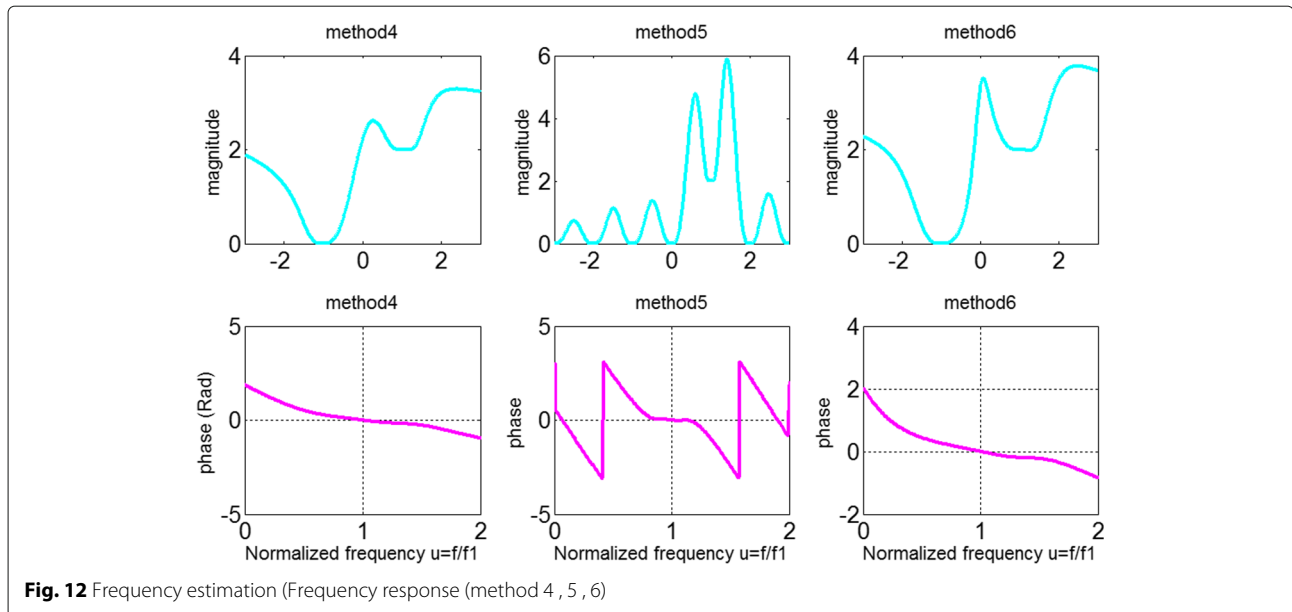 method4
method5
method6
magnitude
4
2
0
-2
0
2
magnitude
6
4
2
0
-2
0
2
magnitude
4
2
0
-2
0
2
method4
method5
method6
phase (Rad)
5
0
-5
0
1
2
Normalized frequency u=f/f1
phase
5
0
-5
0
1
2
Normalized frequency u=f/f1
phase
4
2
0
-2
0
1
2
Normalized frequency u=f/f1
Fig. 12 Frequency estimation (Frequency response (method 4 , 5 , 6)